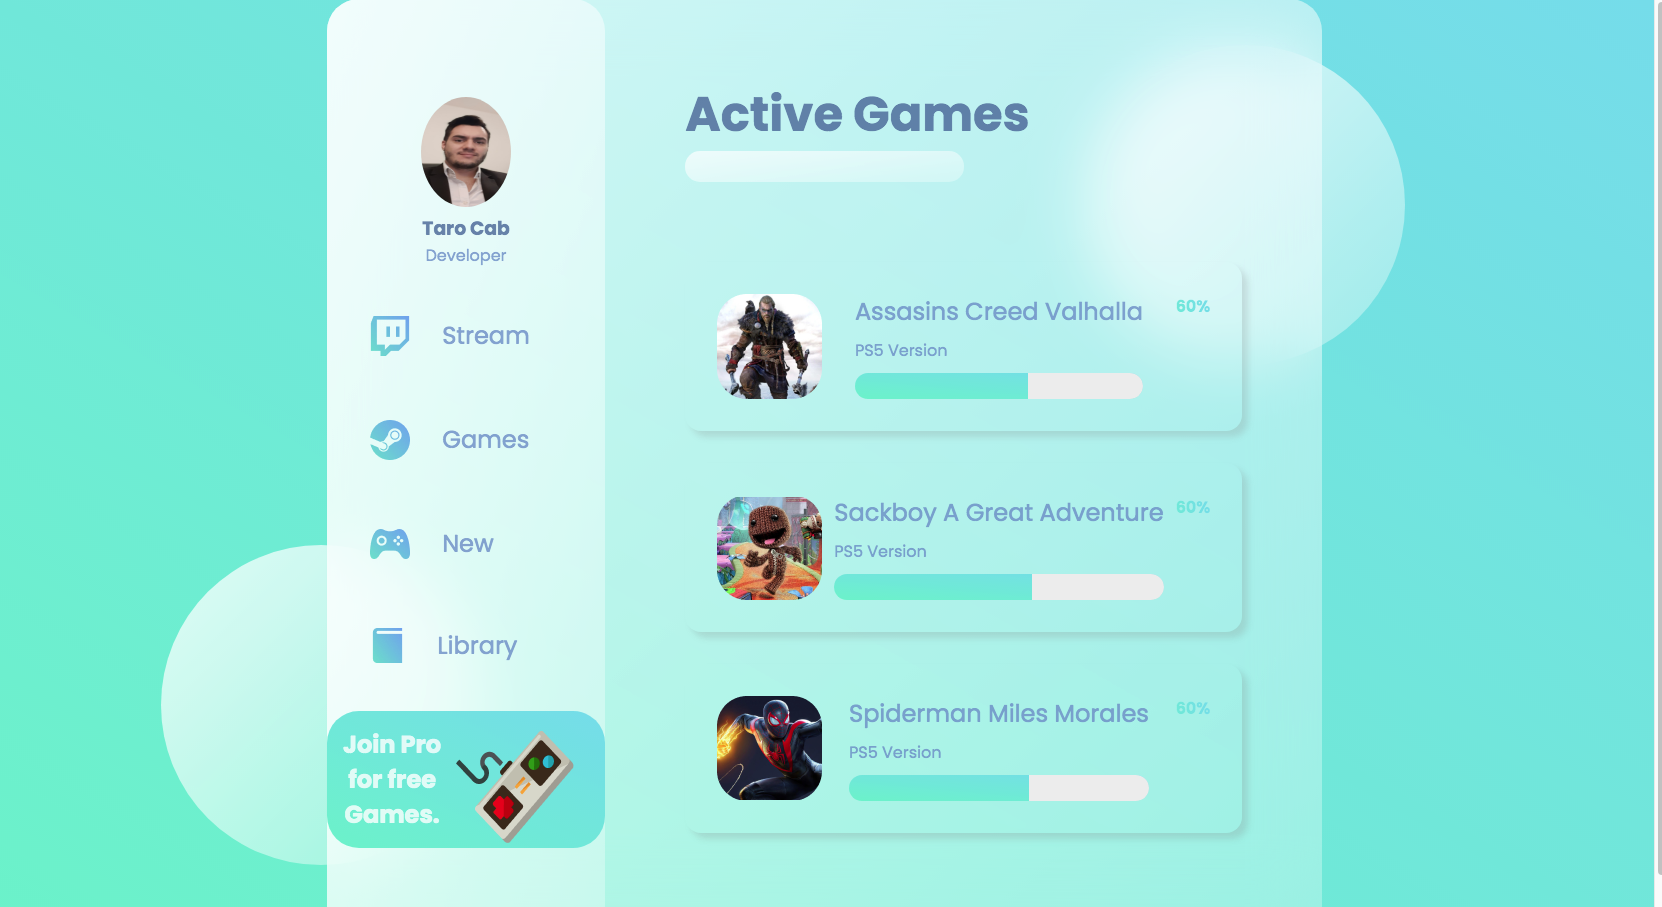 Taro Cab
Developer
Stream
Games
New
Library
Join Pro
for free
Games.
Active Games
Assasins Creed Valhalla
60%
PS5 Version
Sackboy A Great Adventure
60%
PS5 Version
Spiderman Miles Morales
60%
PS5 Version